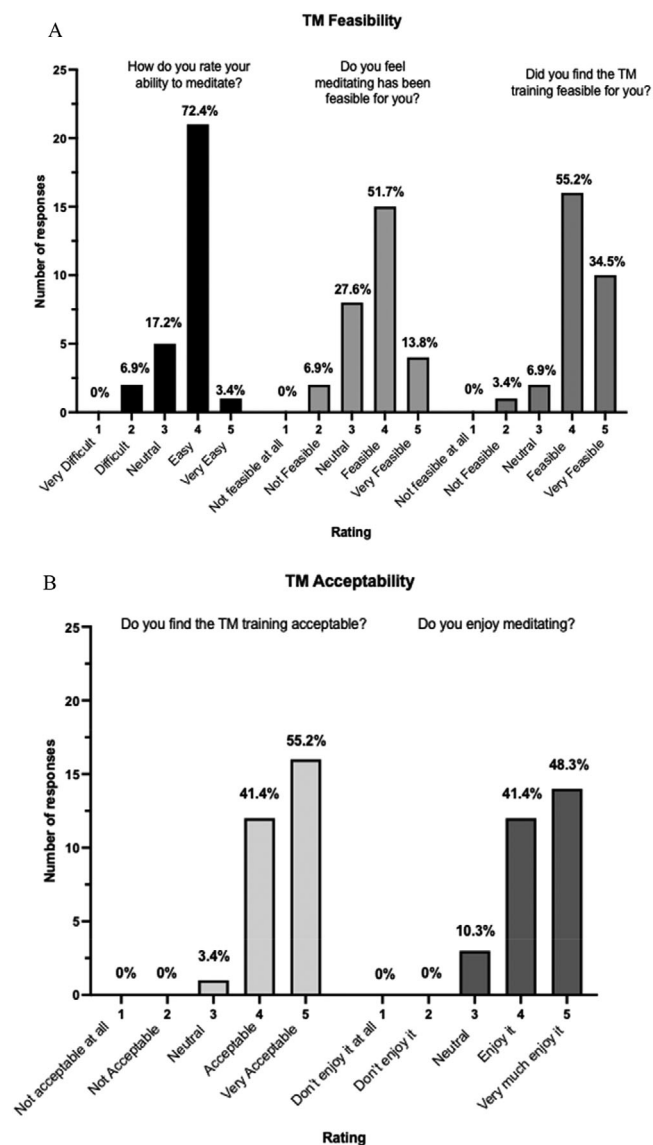 A
TM Feasibility
How do you rate your
ability to meditate?
Do you feel
meditating has been
feasible for you?
Did you find the TM
training feasible for you?
Number of responses
25
20
15
10
5
0
0%
6.9%
17.2%
72.4%
3.4%
0%
6.9%
27.6%
51.7%
13.8%
0%
3.4%
6.9%
55.2%
34.5%
1 2 3 4 5 1 2 3 4 5 1 2 3 4 5
Very Difficult
Difficult
Neutral
Easy
Very Easy
Not feasible at all
Not Feasible
Neutral
Feasible
Very Feasible
Not feasible at all
Not Feasible
Neutral
Feasible
Very Feasible
Rating
B
TM Acceptability
Do you find the TM training acceptable?
Do you enjoy meditating?
Number of responses
25
20
15
10
5
0
0%
0%
3.4%
41.4%
55.2%
0%
0%
10.3%
41.4%
48.3%
1 2 3 4 5 1 2 3 4 5
Not acceptable at all
Not Acceptable
Neutral
Acceptable
Very Acceptable
Don't enjoy it at all
Don't enjoy it
Neutral
Enjoy it
Very much enjoy it
Rating